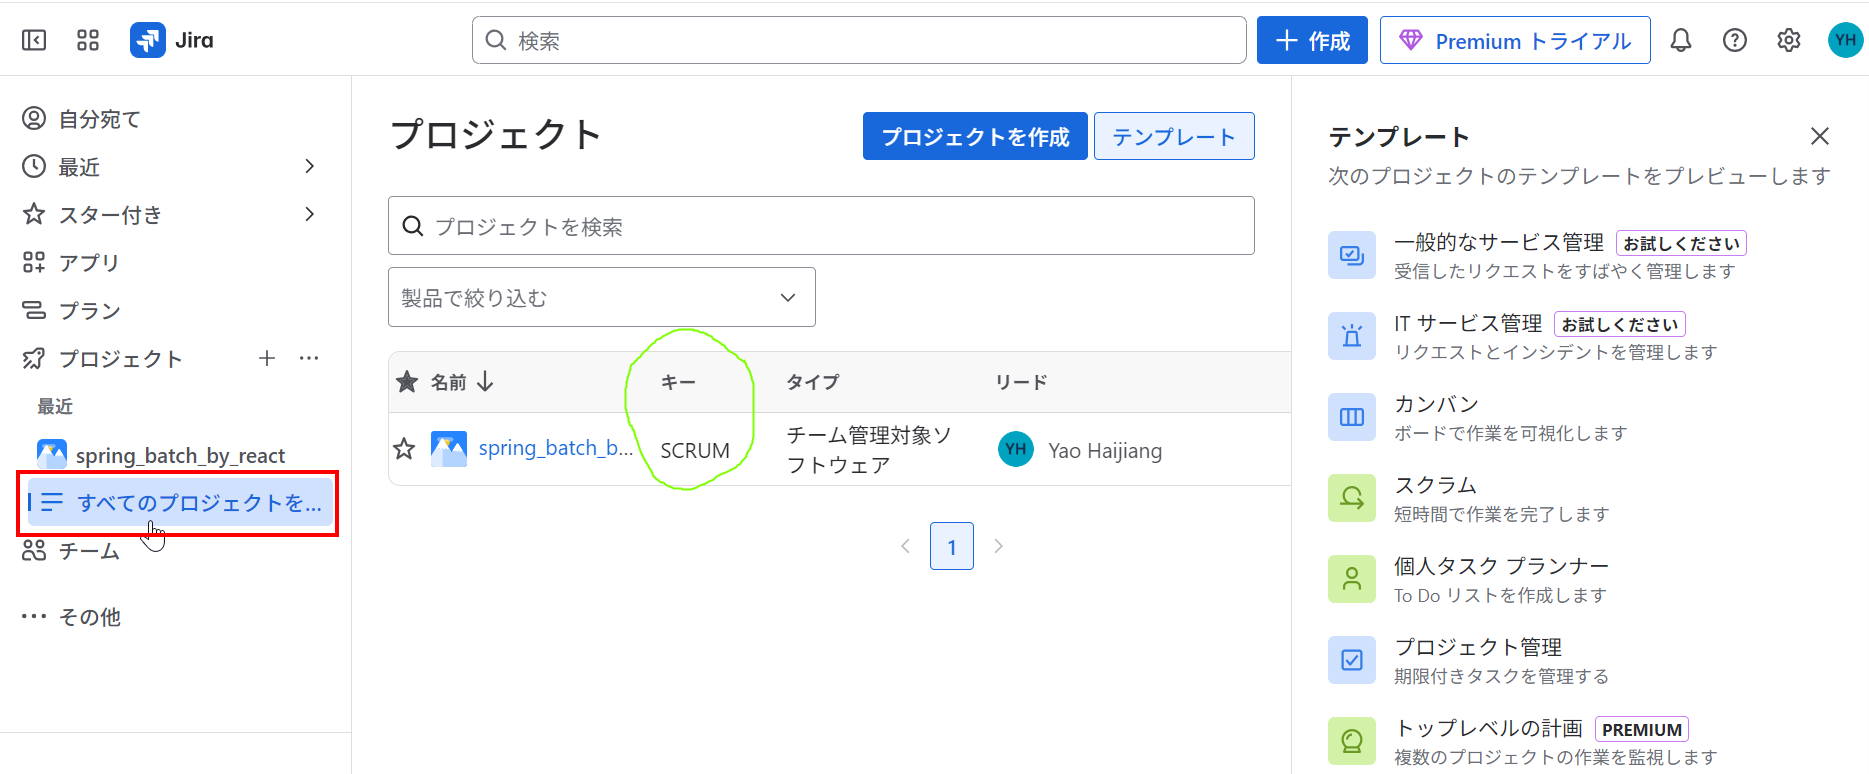 Jira
検索
作成
Premium トライアル
YH
自分宛て
最近
スター付き
アプリ
プラン
プロジェクト
最近
spring_batch_by_react
すべてのプロジェクトを...
チーム
その他
プロジェクト
プロジェクトを作成
テンプレート
プロジェクトを検索
製品で絞り込む
名前 キー タイプ リード
spring_batch_b... SCRUM チーム管理対象ソ
フトウェア
YH Yao Haijiang
1
テンプレート
次のプロジェクトのテンプレートをプレビューします
一般的なサービス管理 お試しください
受信したリクエストをすばやく管理します
IT サービス管理 お試しください
リクエストとインシデントを管理します
カンバン
ボードで作業を可視化します
スクラム
短時間で作業を完了します
個人タスク プランナー
To Do リストを作成します
プロジェクト管理
期限付きタスクを管理する
トップレベルの計画 PREMIUM
複数のプロジェクトの作業を監視します